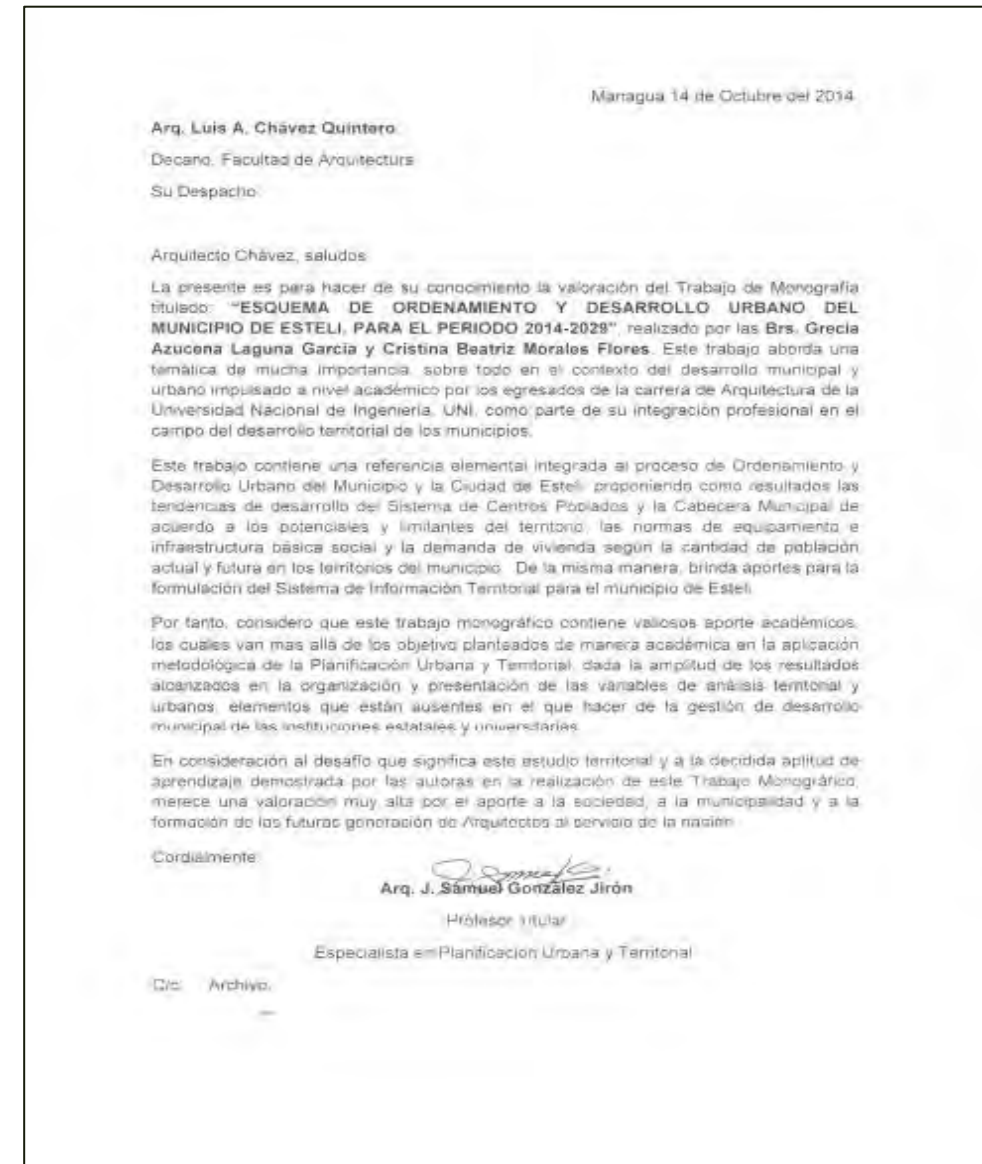 Managua 14 de Octubre del 2014
Arq. Luis A. Chávez Quintero
Decano, Facultad de Arquitectura
Su Despacho
Arquitecto Chávez, saludos
La presente es para hacer de su conocimiento la valoración del Trabajo de Monografía
titulado: "ESQUEMA DE ORDENAMIENTO Y DESARROLLO URBANO DEL
MUNICIPIO DE ESTELI, PARA EL PERIODO 2014-2029", realizado por las Brs. Grecia
Azucena Laguna García y Cristina Beatriz Morales Flores. Este trabajo aborda una
temática de mucha importancia, sobre todo en el contexto del desarrollo municipal y
urbano impulsado a nivel académico por los egresados de la carrera de Arquitectura de la
Universidad Nacional de Ingeniería, UNI, como parte de su integración profesional en el
campo del desarrollo territorial de los municipios.
Este trabajo contiene una referencia elemental integrada al proceso de Ordenamiento y
Desarrollo Urbano del Municipio y la Ciudad de Estelí, proponiendo como resultados las
tendencias de desarrollo del Sistema de Centros Poblados y la Cabecera Municipal de
acuerdo a los potenciales y limitantes del territorio, las normas de equipamiento e
infraestructura básica social y la demanda de vivienda según la cantidad de población
actual y futura en los territorios del municipio. De la misma manera, brinda aportes para la
formulación del Sistema de Información Territorial para el municipio de Estelí.
Por tanto, considero que este trabajo monográfico contiene valiosos aporte académicos,
los cuales van mas allá de los objetivo planteados de manera académica en la aplicación
metodológica de la Planificación Urbana y Territorial, dada la amplitud de los resultados
alcanzados en la organización y presentación de las variables de análisis territorial y
urbanos, elementos que están ausentes en el que hacer de la gestión de desarrollo
municipal de las instituciones estatales y universitarias.
En consideración al desafío que significa este estudio territorial y a la decidida aptitud de
aprendizaje demostrada por las autoras en la realización de este Trabajo Monográfico,
merece una valoración muy alta por el aporte a la sociedad, a la municipalidad y a la
formación de las futuras generación de Arquitectos al servicio de la nación.
Cordialmente
Arq. J. Samuel González Jirón
Profesor Titular
Especialista en Planificación Urbana y Territorial
C/c. Archivo.